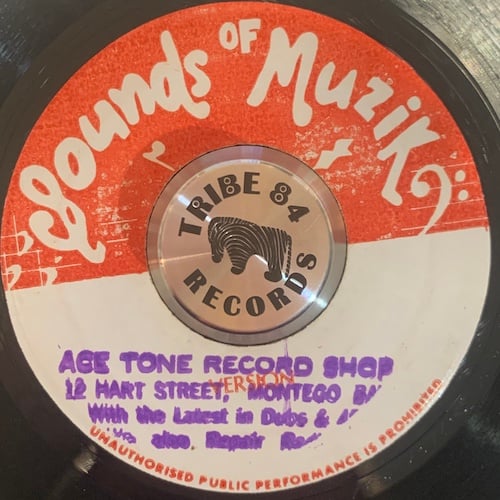 Sounds OF Muzik
TRIBE 84
RECORDS
AGE TONE RECORD SHOP
VERSION
12 HART STREET, MONTEGO
With the Latest in Dubs &
also Repair
UNAUTHORISED PUBLIC PERFORMANCE IS PROHIBITED